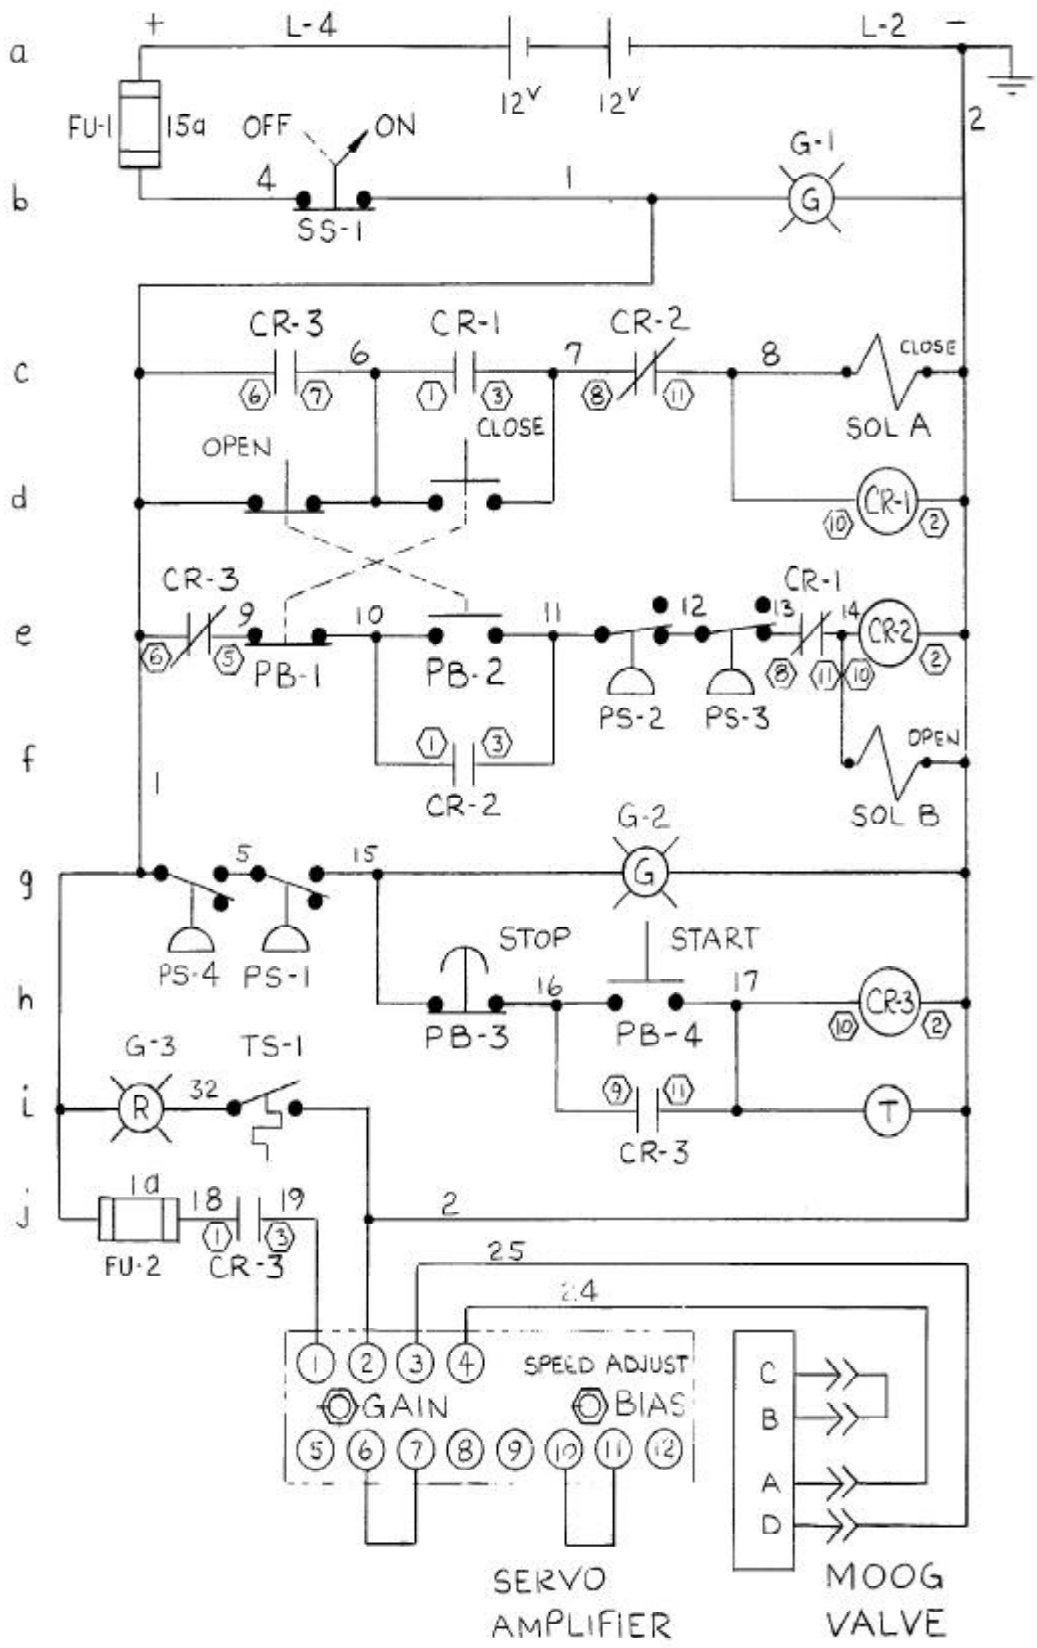 + L-4 L-2 -
a
12V 12V
FU-1 15a OFF ON 2
G-1
b 4 1 G
SS-1
CR-3 CR-1 CR-2
c 6 7 8 CLOSE
6 7 1 3 8 11
CLOSE SOL A
OPEN
d CR-1
10 2
CR-3 CR-1
e 9 10 11 12 13 14 CR-2
6 5 PB-1 PB-2 8 11 10 2
PS-2 PS-3
f 1 3 OPEN
1 CR-2 SOL B
G-2
g 5 15 G
STOP START
PS-4 PS-1
h 16 17 CR-3
PB-3 PB-4 10 2
G-3 TS-1
i R 32 9 11 T
CR-3
1a
j 18 19 2
1 3
FU-2 CR-3
25
24
1 2 3 4 SPEED ADJUST C
GAIN BIAS B
5 6 7 8 9 10 11 12 A
D
SERVO
AMPLIFIER
MOOG
VALVE